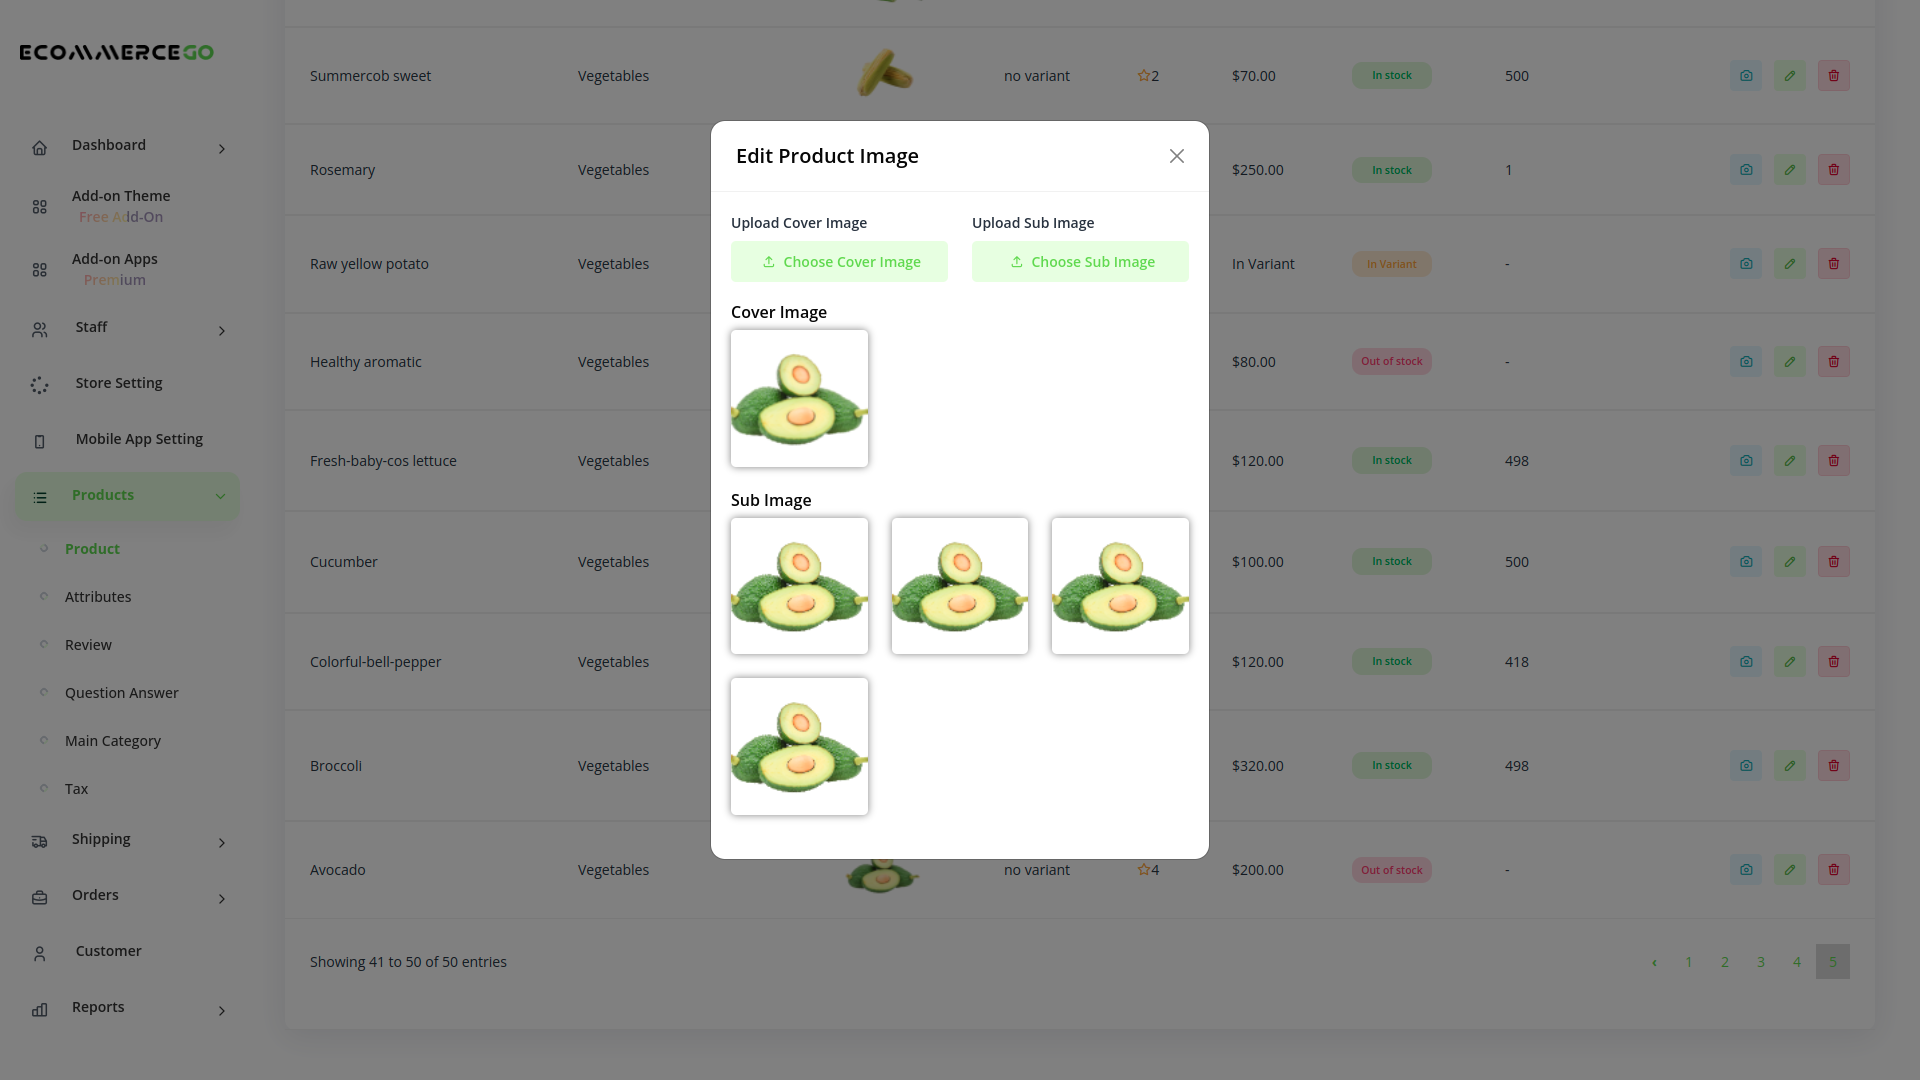 ECOMMERCEGO
Dashboard
Add-on Theme
Free Add-On
Add-on Apps
Premium
Staff
Store Setting
Mobile App Setting
Products
Product
Attributes
Review
Question Answer
Main Category
Tax
Shipping
Orders
Customer
Reports
Summercob sweet Vegetables no variant 2 $70.00 In stock 500
Rosemary Vegetables $250.00 In stock 1
Raw yellow potato Vegetables In Variant In Variant -
Healthy aromatic Vegetables $80.00 Out of stock -
Fresh-baby-cos lettuce Vegetables $120.00 In stock 498
Cucumber Vegetables $100.00 In stock 500
Colorful-bell-pepper Vegetables $120.00 In stock 418
Broccoli Vegetables $320.00 In stock 498
Avocado Vegetables no variant 4 $200.00 Out of stock -
Showing 41 to 50 of 50 entries
‹ 1 2 3 4 5
Edit Product Image
Upload Cover Image Upload Sub Image
Choose Cover Image Choose Sub Image
Cover Image
Sub Image